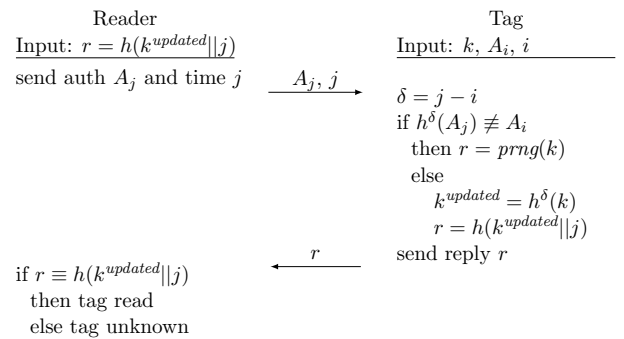 Reader
Input: r = h(k^updated||j)
send auth A_j and time j
A_j, j
Tag
Input: k, A_i, i
δ = j − i
if h^δ(A_j) ≢ A_i
then r = prng(k)
else
k^updated = h^δ(k)
r = h(k^updated||j)
send reply r
r
if r ≡ h(k^updated||j)
then tag read
else tag unknown